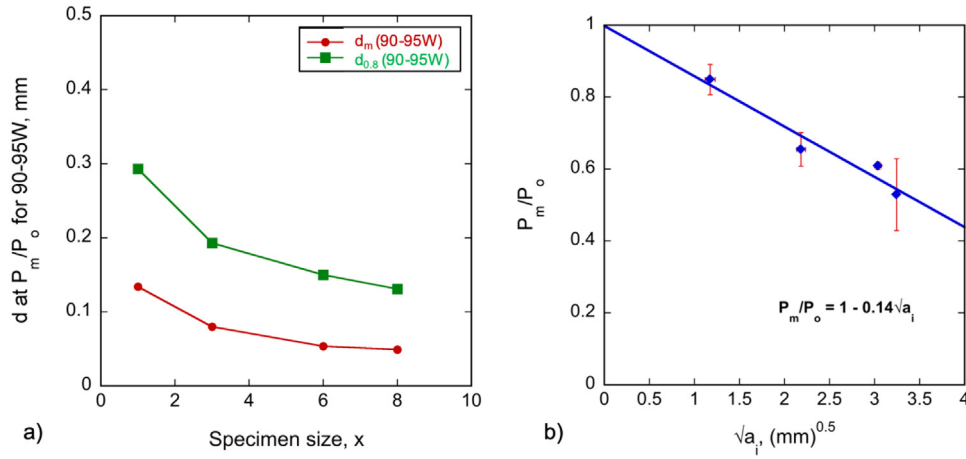 0.5
0.4
0.3
0.2
0.1
0
d at P_m/P_o for 90-95W, mm
d_m (90-95W)
d_0.8 (90-95W)
0 2 4 6 8 10
Specimen size, x
a)
1
0.8
0.6
0.4
0.2
0
P_m/P_o
P_m/P_o = 1 - 0.14√a_i
0 0.5 1 1.5 2 2.5 3 3.5 4
√a_i, (mm)^0.5
b)